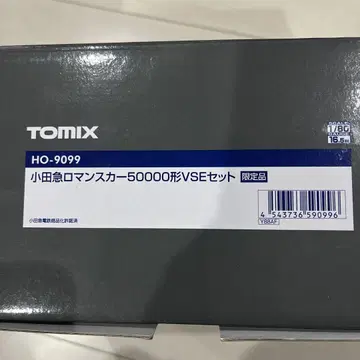 SCALE
1/80
16.5mm
TOMIX
HO-9099
小田急ロマンスカー50000形VSEセット 限定品
4 543736 590996
Y88AF
小田急電鉄商品化許諾済